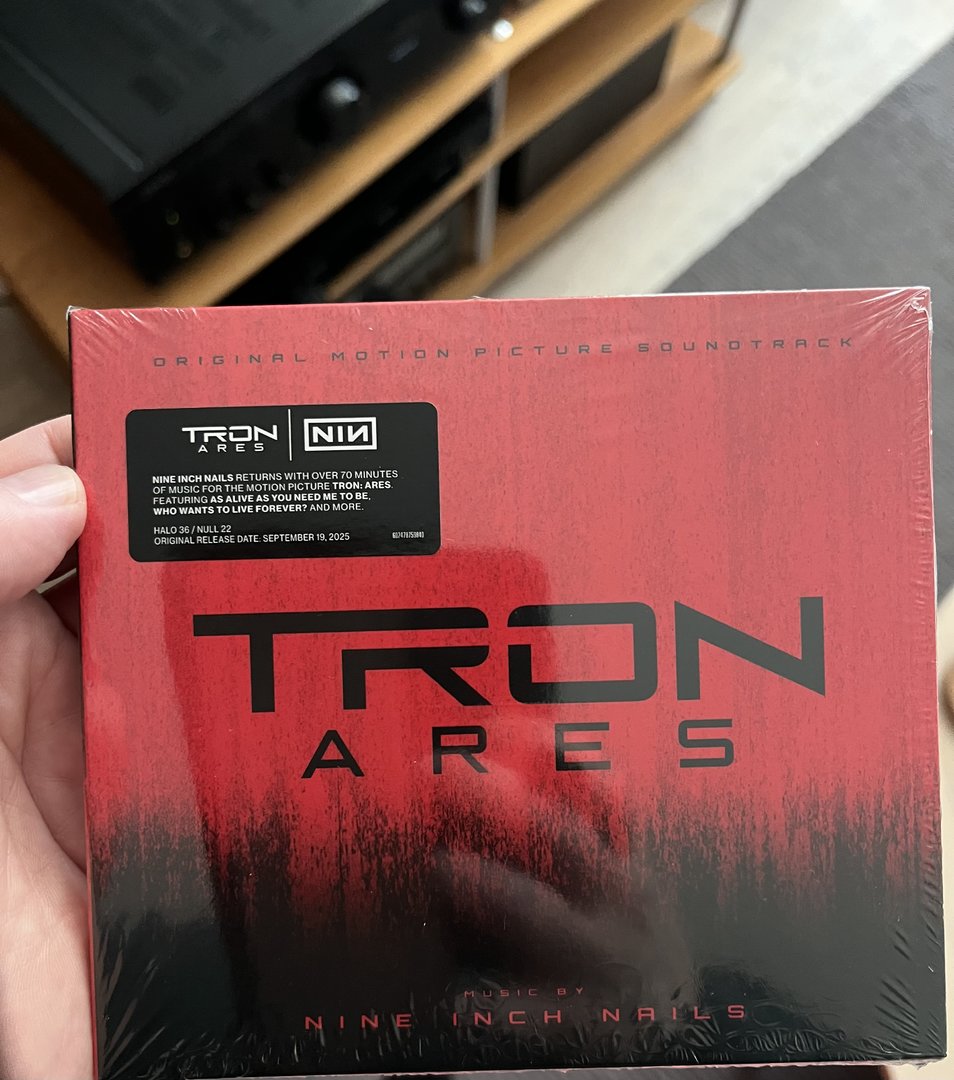 ORIGINAL MOTION PICTURE SOUNDTRACK
TRON
ARES
NIN
NINE INCH NAILS RETURNS WITH OVER 70 MINUTES
OF MUSIC FOR THE MOTION PICTURE TRON: ARES.
FEATURING AS ALIVE AS YOU NEED ME TO BE,
WHO WANTS TO LIVE FOREVER? AND MORE.
HALO 36 / NULL 22
ORIGINAL RELEASE DATE: SEPTEMBER 19, 2025
TRON
ARES
MUSIC BY
NINE INCH NAILS